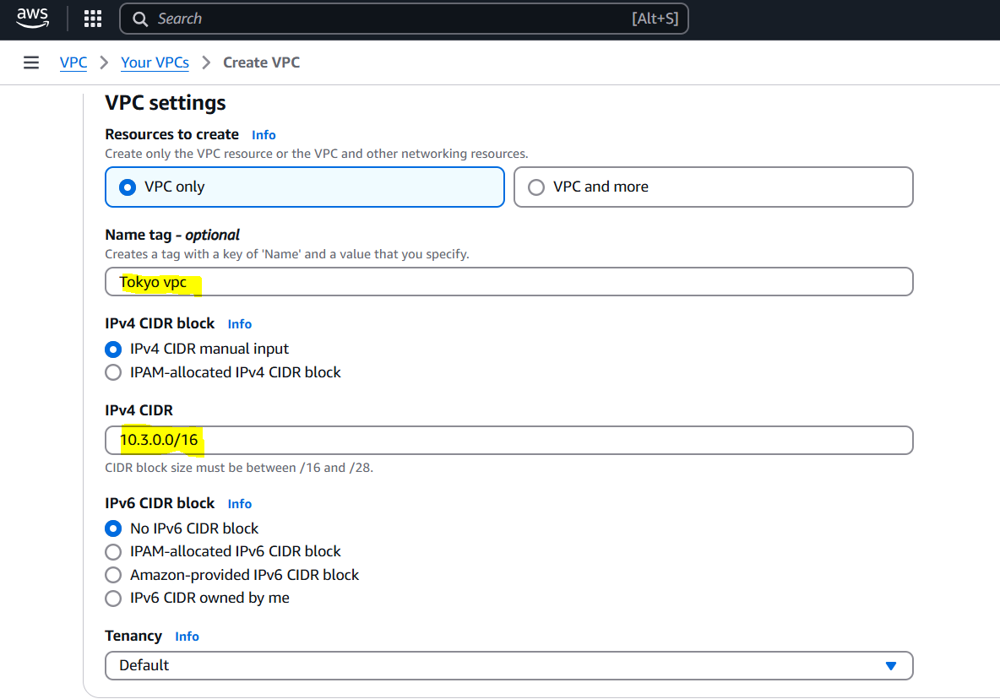 aws
Search [Alt+S]
VPC Your VPCs Create VPC
VPC settings
Resources to create Info
Create only the VPC resource or the VPC and other networking resources.
VPC only VPC and more
Name tag - optional
Creates a tag with a key of 'Name' and a value that you specify.
Tokyo vpc
IPv4 CIDR block Info
IPv4 CIDR manual input
IPAM-allocated IPv4 CIDR block
IPv4 CIDR
10.3.0.0/16
CIDR block size must be between /16 and /28.
IPv6 CIDR block Info
No IPv6 CIDR block
IPAM-allocated IPv6 CIDR block
Amazon-provided IPv6 CIDR block
IPv6 CIDR owned by me
Tenancy Info
Default